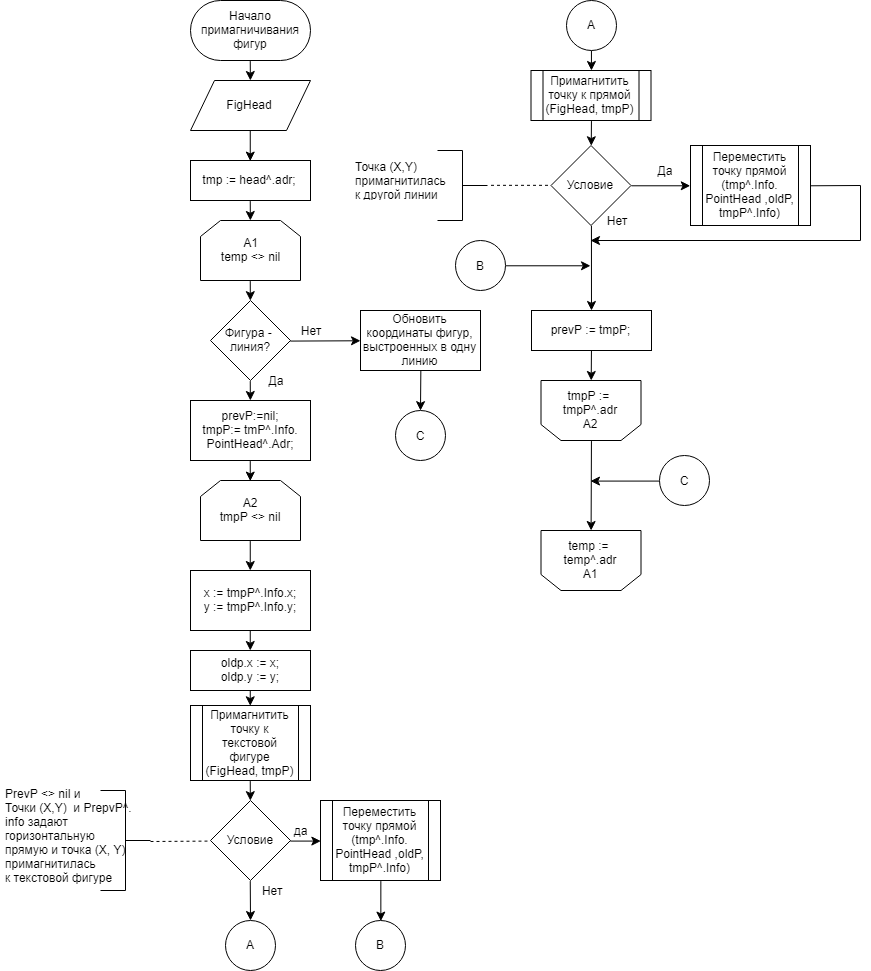 Начало
примагничивания
фигур
FigHead
tmp := head^.adr;
A1
temp <> nil
Фигура -
линия?
Нет
Обновить
координаты фигур,
выстроенных в одну
линию
C
Да
prevP:=nil;
tmpP:= tmP^.Info.
PointHead^.Adr;
A2
tmpP <> nil
x := tmpP^.Info.x;
y := tmpP^.Info.y;
oldp.x := x;
oldp.y := y;
Примагнитить
точку к
текстовой
фигуре
(FigHead, tmpP)
PrevP <> nil и
Точки (X,Y) и PrepvP^.
info задают
горизонтальную
прямую и точка (X, Y)
примагнитилась
к текстовой фигуре
Условие
да
Переместить
точку прямой
(tmp^.Info.
PointHead ,oldP,
tmpP^.Info)
Нет
A
B
A
Примагнитить
точку к прямой
(FigHead, tmpP)
Точка (X,Y)
примагнитилась
к другой линии
Условие
Да
Переместить
точку прямой
(tmp^.Info.
PointHead ,oldP,
tmpP^.Info)
Нет
B
prevP := tmpP;
tmpP :=
tmpP^.adr
A2
C
temp :=
temp^.adr
A1